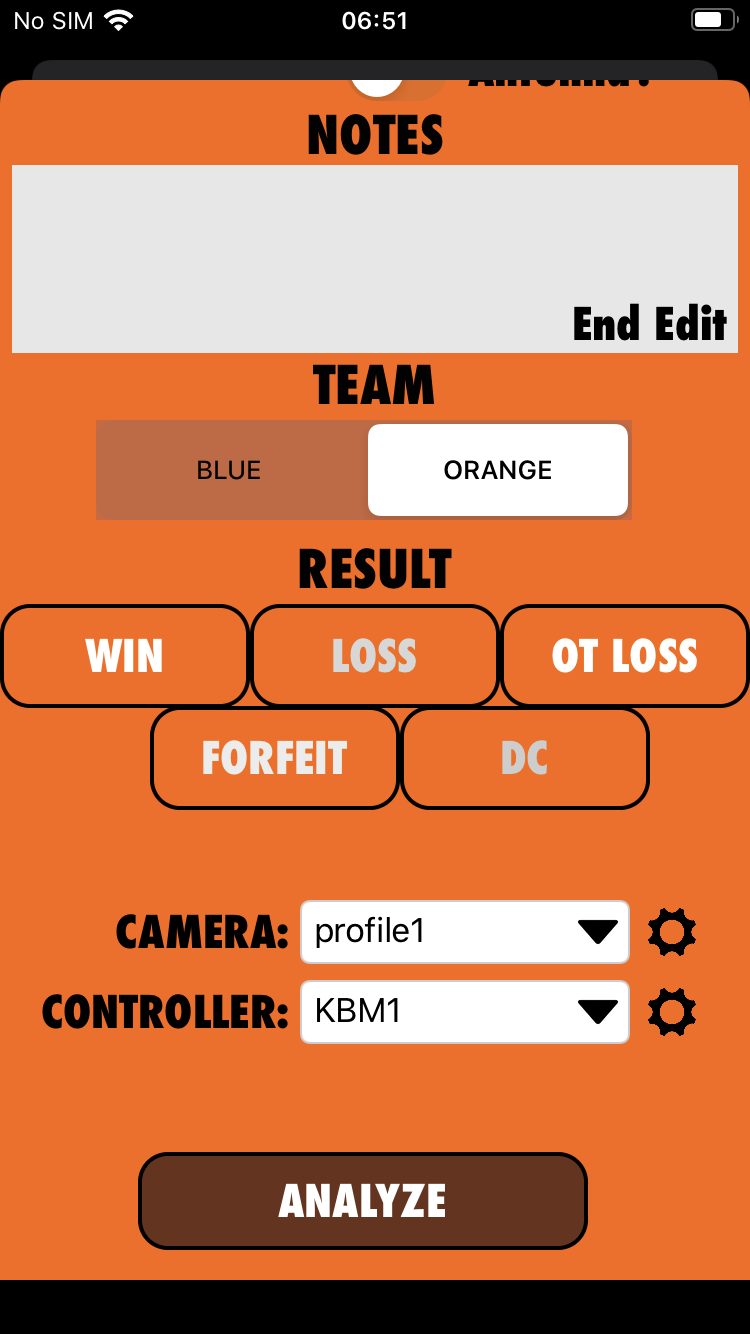 No SIM 06:51
NOTES
End Edit
TEAM
BLUE ORANGE
RESULT
WIN LOSS OT LOSS
FORFEIT DC
CAMERA: profile1
CONTROLLER: KBM1
ANALYZE